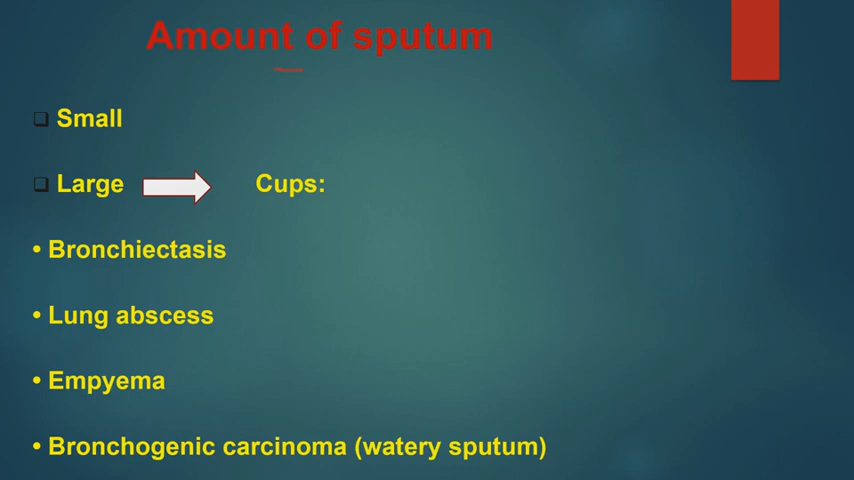 Amount of sputum
❑ Small
❑ Large Cups:
• Bronchiectasis
• Lung abscess
• Empyema
• Bronchogenic carcinoma (watery sputum)